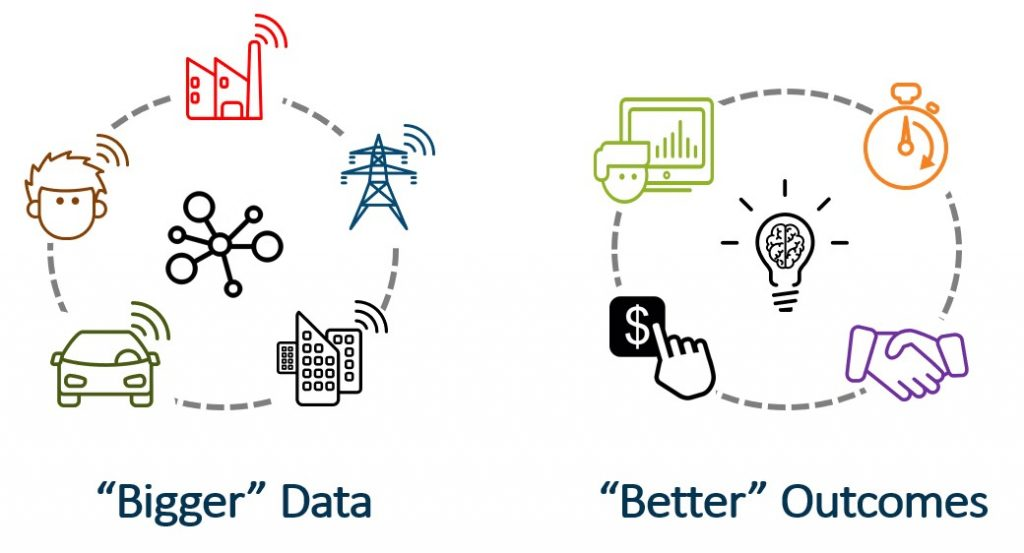 $
“Bigger” Data
“Better” Outcomes